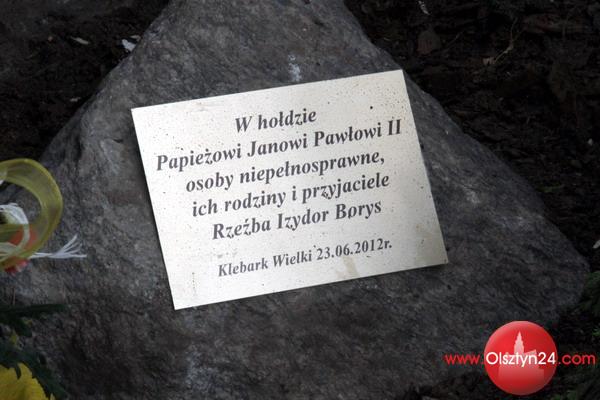 W hołdzie
Papieżowi Janowi Pawłowi II
osoby niepełnosprawne,
ich rodziny i przyjaciele
Rzeźba Izydor Borys
Klebark Wielki 23.06.2012r.
www.Olsztyn24.com